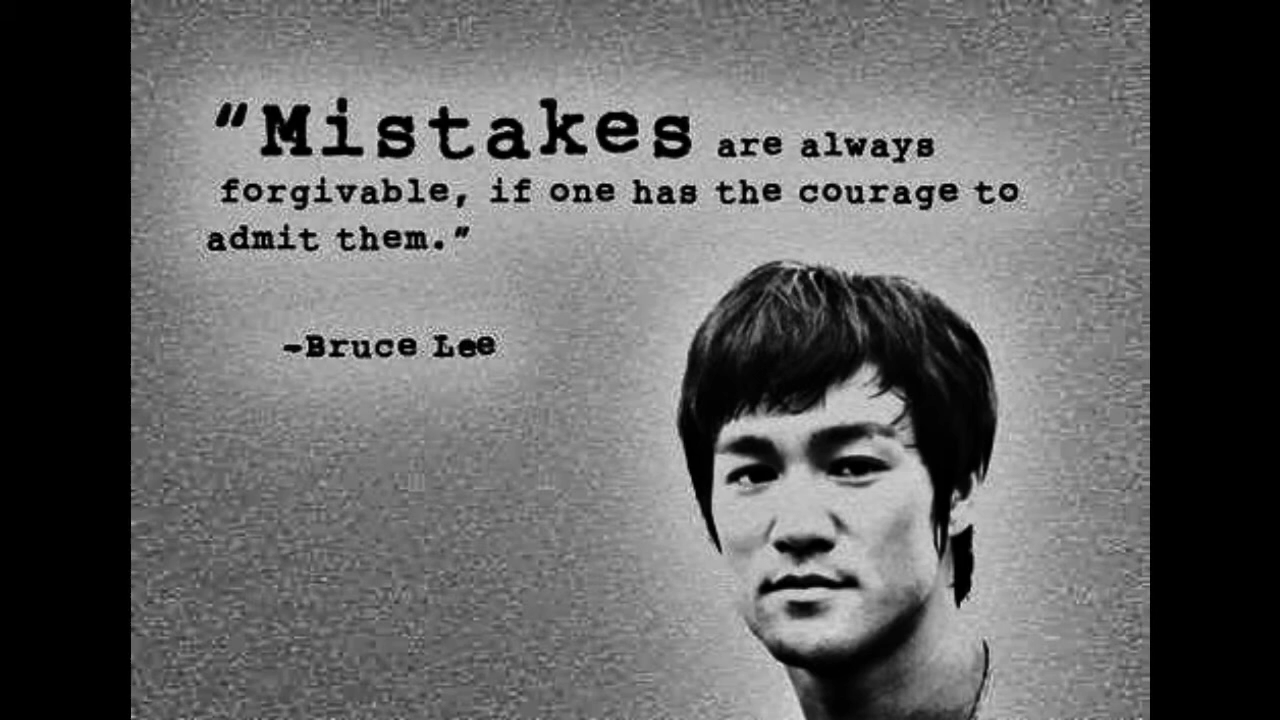 “Mistakes are always
forgivable, if one has the courage to
admit them.”
-Bruce Lee